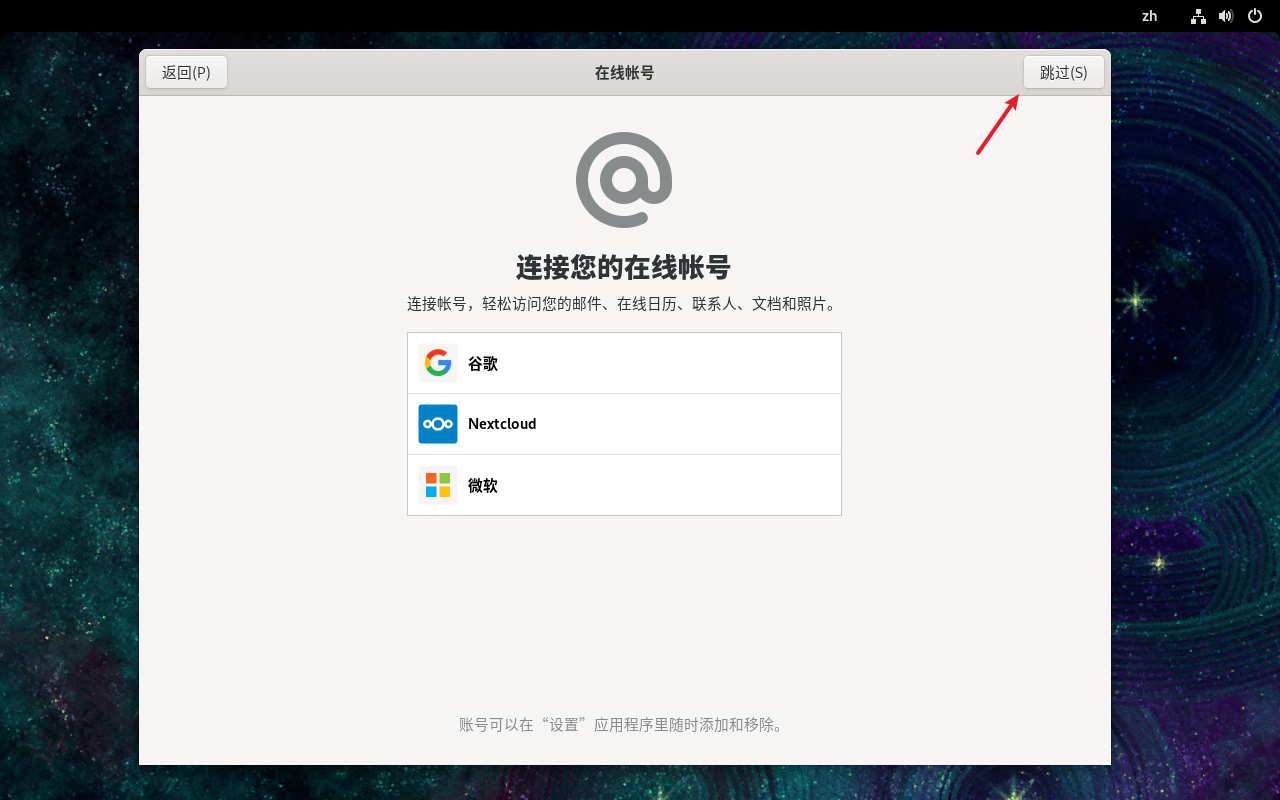 zh
返回(P)
在线帐号
跳过(S)
连接您的在线帐号
连接帐号，轻松访问您的邮件、在线日历、联系人、文档和照片。
谷歌
Nextcloud
微软
账号可以在“设置”应用程序里随时添加和移除。